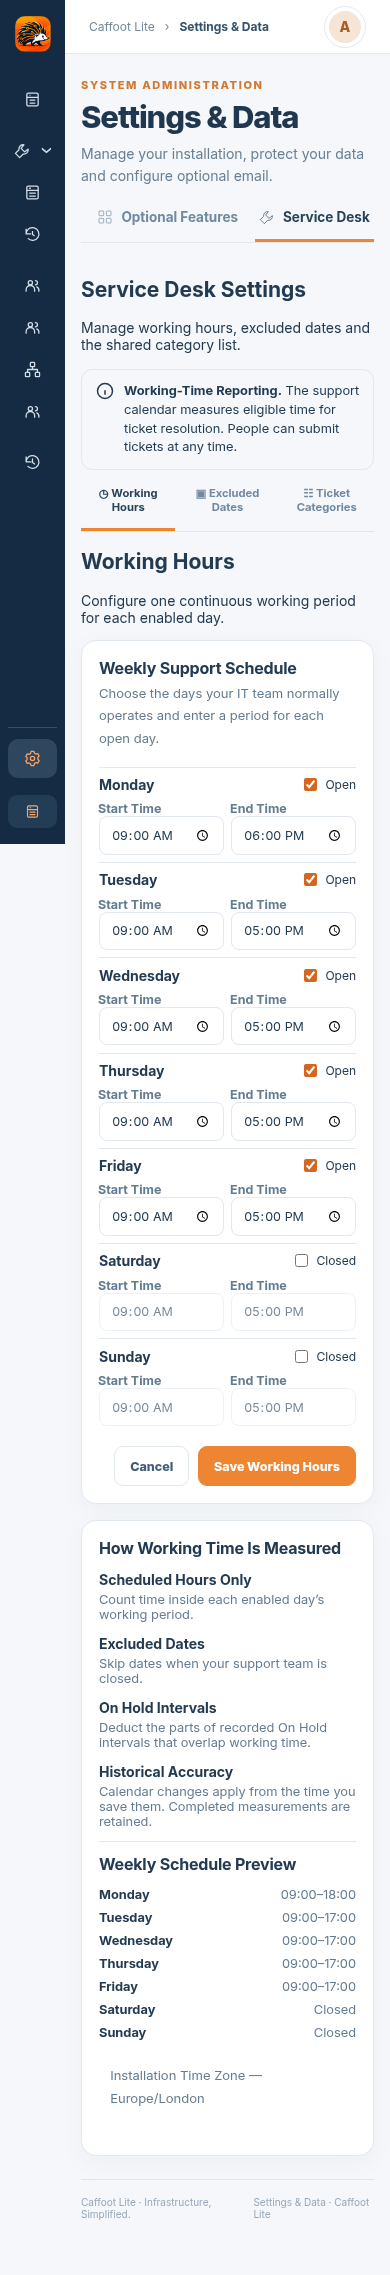 Caffoot Lite › Settings & Data
A
SYSTEM ADMINISTRATION
Settings & Data
Manage your installation, protect your data
and configure optional email.
Optional Features
Service Desk
Service Desk Settings
Manage working hours, excluded dates and
the shared category list.
Working-Time Reporting. The support
calendar measures eligible time for
ticket resolution. People can submit
tickets at any time.
Working
Hours
Excluded
Dates
Ticket
Categories
Working Hours
Configure one continuous working period
for each enabled day.
Weekly Support Schedule
Choose the days your IT team normally
operates and enter a period for each
open day.
Monday
Open
Start Time
End Time
09:00 AM
06:00 PM
Tuesday
Open
Start Time
End Time
09:00 AM
05:00 PM
Wednesday
Open
Start Time
End Time
09:00 AM
05:00 PM
Thursday
Open
Start Time
End Time
09:00 AM
05:00 PM
Friday
Open
Start Time
End Time
09:00 AM
05:00 PM
Saturday
Closed
Start Time
End Time
09:00 AM
05:00 PM
Sunday
Closed
Start Time
End Time
09:00 AM
05:00 PM
Cancel
Save Working Hours
How Working Time Is Measured
Scheduled Hours Only
Count time inside each enabled day’s
working period.
Excluded Dates
Skip dates when your support team is
closed.
On Hold Intervals
Deduct the parts of recorded On Hold
intervals that overlap working time.
Historical Accuracy
Calendar changes apply from the time you
save them. Completed measurements are
retained.
Weekly Schedule Preview
Monday 09:00–18:00
Tuesday 09:00–17:00
Wednesday 09:00–17:00
Thursday 09:00–17:00
Friday 09:00–17:00
Saturday Closed
Sunday Closed
Installation Time Zone —
Europe/London
Caffoot Lite · Infrastructure,
Simplified.
Settings & Data · Caffoot
Lite